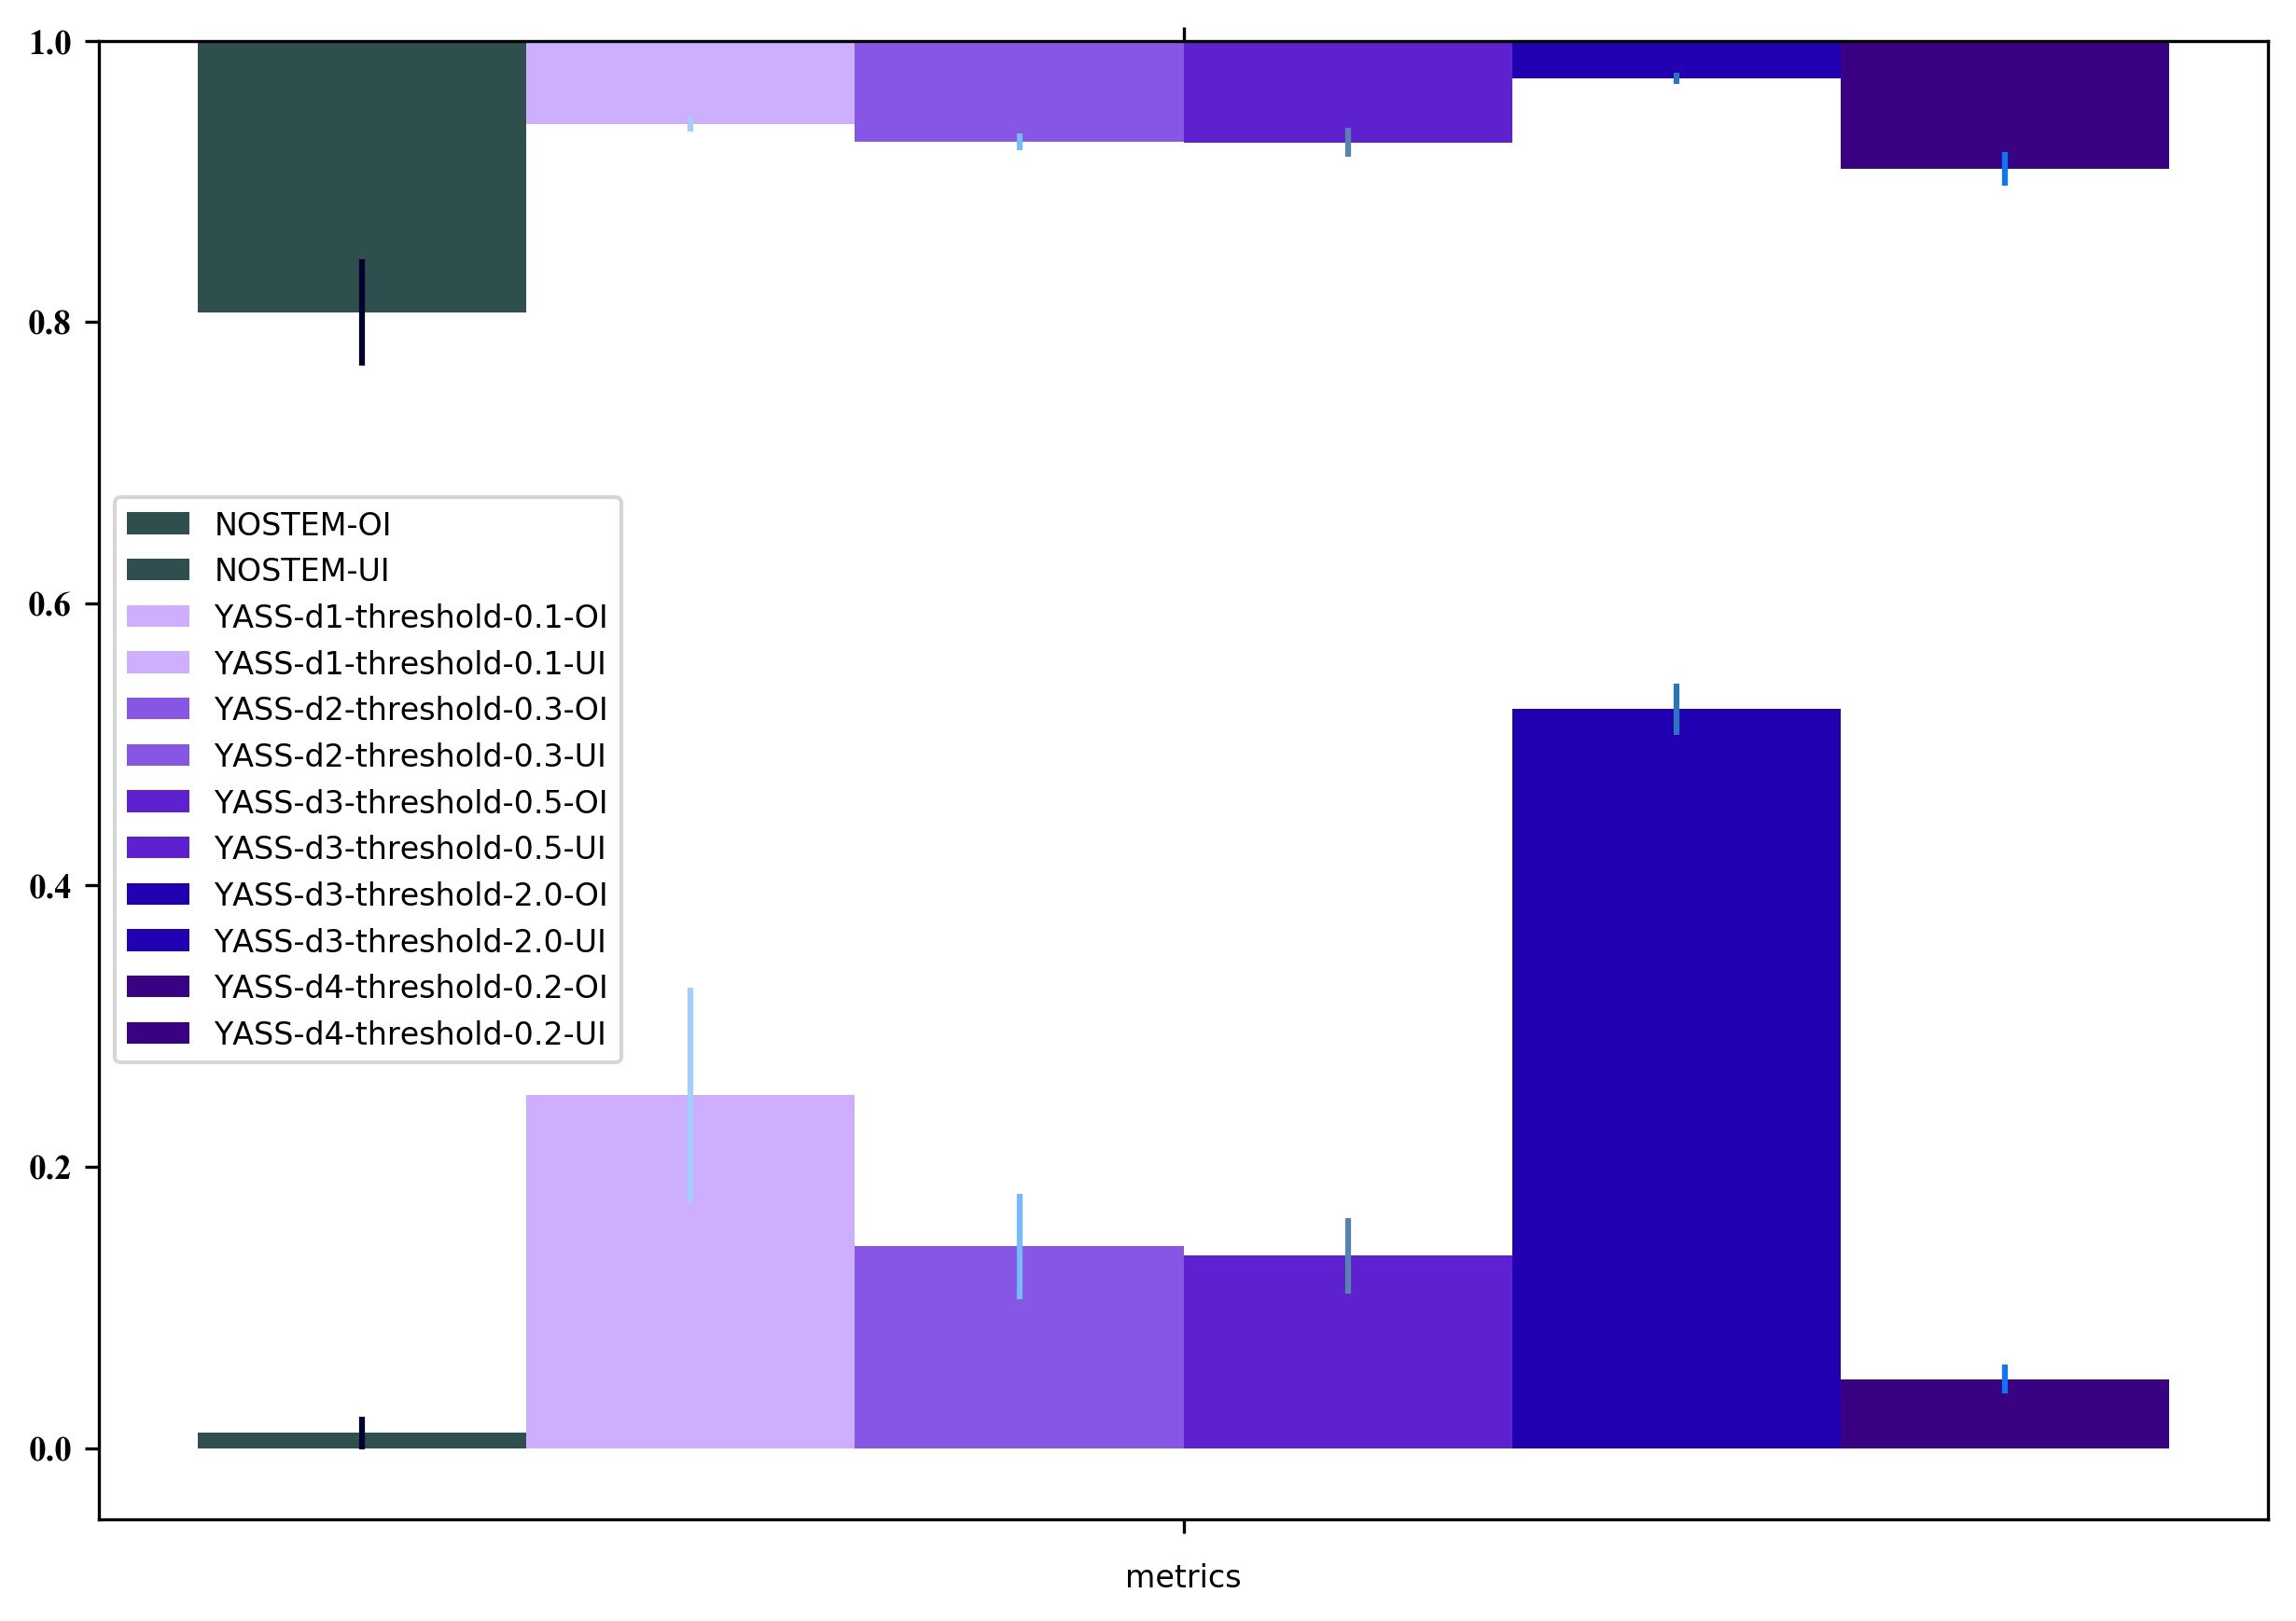 1.0
0.8
0.6
0.4
0.2
0.0
NOSTEM-OI
NOSTEM-UI
YASS-d1-threshold-0.1-OI
YASS-d1-threshold-0.1-UI
YASS-d2-threshold-0.3-OI
YASS-d2-threshold-0.3-UI
YASS-d3-threshold-0.5-OI
YASS-d3-threshold-0.5-UI
YASS-d3-threshold-2.0-OI
YASS-d3-threshold-2.0-UI
YASS-d4-threshold-0.2-OI
YASS-d4-threshold-0.2-UI
metrics